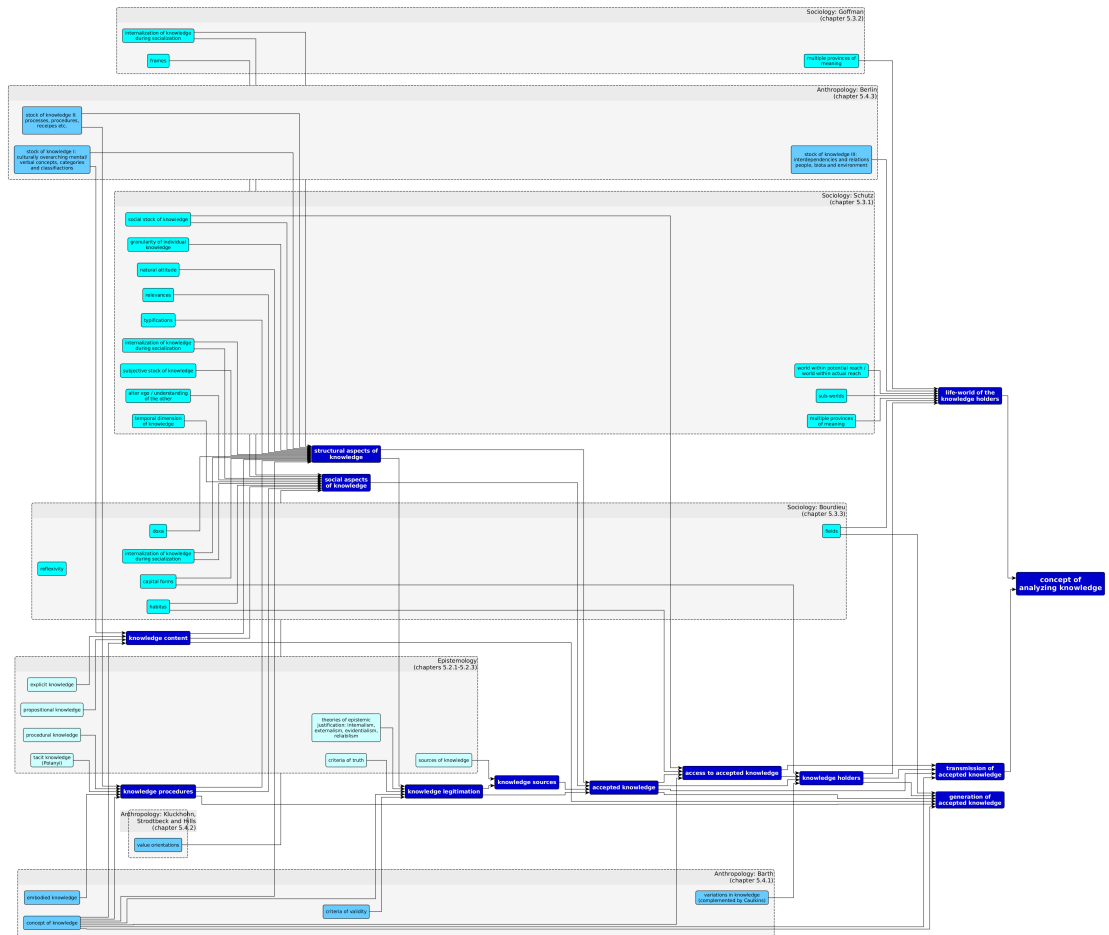 Sociology: Goffman
(chapter 5.3.2)
internalization of knowledge
during socialization
frames
multiple provinces of
meaning
Anthropology: Berlin
(chapter 5.4.3)
stock of knowledge II:
processes, procedures,
receipes etc.
stock of knowledge I:
culturally overarching mental/
verbal concepts, categories
and classifiactions
stock of knowledge III:
interdependencies and relations
people, biota and environment
Sociology: Schutz
(chapter 5.3.1)
social stock of knowledge
granularity of individual
knowledge
natural attitude
relevances
typifications
internalization of knowledge
during socialization
subjective stock of knowledge
alter ego / understanding
of the other
temporal dimension
of knowledge
world within potential reach /
world within actual reach
sub-worlds
multiple provinces
of meaning
life-world of the
knowledge holders
structural aspects of
knowledge
social aspects
of knowledge
Sociology: Bourdieu
(chapter 5.3.3)
doxa
internalization of knowledge
during socialization
reflexivity
capital forms
habitus
fields
concept of
analyzing knowledge
knowledge content
Epistemology
(chapters 5.2.1-5.2.3)
explicit knowledge
propositional knowledge
procedural knowledge
tacit knowledge
(Polanyi)
theories of epistemic
justification: internalism,
externalism, evidentialism,
reliabilism
criteria of truth
sources of knowledge
knowledge procedures
knowledge legitimation
knowledge sources
accepted knowledge
access to accepted knowledge
knowledge holders
transmission of
accepted knowledge
generation of
accepted knowledge
Anthropology: Kluckhohn,
Strodtbeck and Hills
(chapter 5.4.2)
value orientations
Anthropology: Barth
(chapter 5.4.1)
embodied knowledge
concept of knowledge
criteria of validity
variations in knowledge
(complemented by Caulkins)